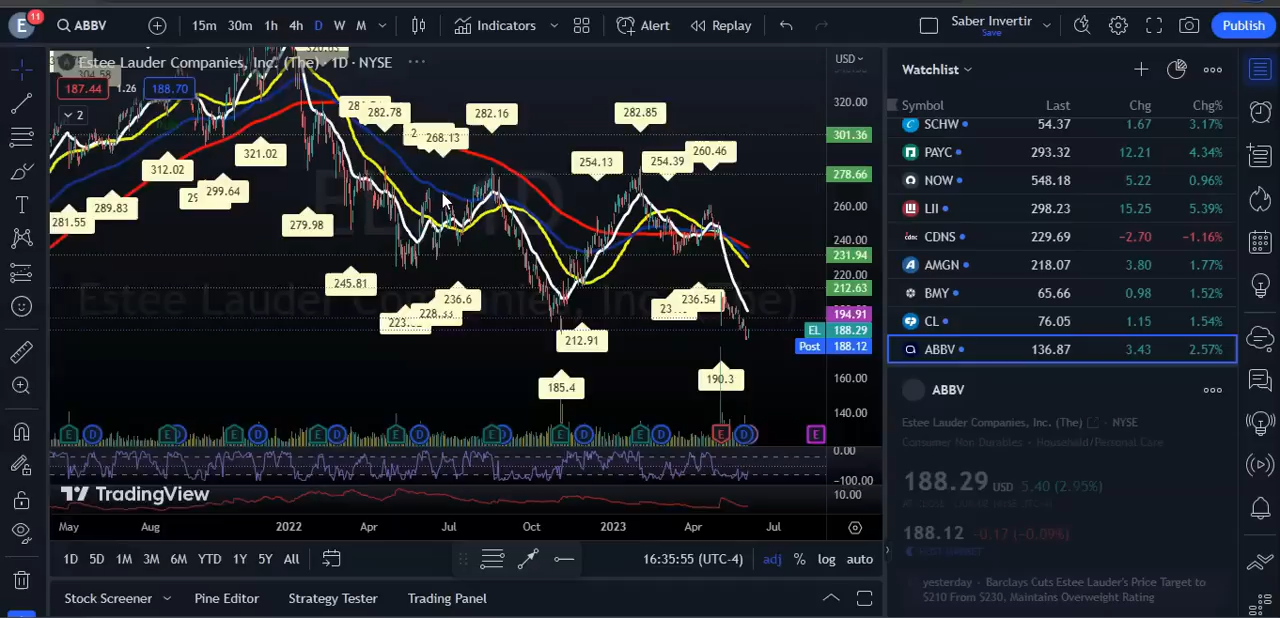 E 11 ABBV 15m 30m 1h 4h D W M Indicators Alert Replay Saber Invertir Save Publish
Estee Lauder Companies, Inc. (The) · 1D · NYSE USD
187.44 1.26 188.70
2
304.58
320.00
301.36
278.66
260.00
240.00
231.94
220.00
212.63
194.91
EL 188.29
Post 188.12
160.00
140.00
0.00
−100.00
10.00
282.78 282.16 282.85
268.13 254.13 254.39 260.46
321.02
312.02
299.64
289.83
281.55 279.98
245.81 236.6 236.54
228.33
212.91
185.4 190.3
Estee Lauder Companies, Inc. (The)
E D E D E D E D E D E D E D E D E D E
TradingView
May Aug 2022 Apr Jul Oct 2023 Apr Jul
1D 5D 1M 3M 6M YTD 1Y 5Y All 16:35:55 (UTC-4) adj % log auto
Stock Screener Pine Editor Strategy Tester Trading Panel
Watchlist
Symbol Last Chg Chg%
SCHW 54.37 1.67 3.17%
PAYC 293.32 12.21 4.34%
NOW 548.18 5.22 0.96%
LII 298.23 15.25 5.39%
CDNS 229.69 −2.70 −1.16%
AMGN 218.07 3.80 1.77%
BMY 65.66 0.98 1.52%
CL 76.05 1.15 1.54%
ABBV 136.87 3.43 2.57%
ABBV
Estee Lauder Companies, Inc. (The) · NYSE
Consumer Non Durables · Household/Personal Care
188.29 USD 5.40 (2.95%)
188.12 −0.17 (−0.09%)
yesterday · Barclays Cuts Estee Lauder's Price Target to
$210 From $230, Maintains Overweight Rating